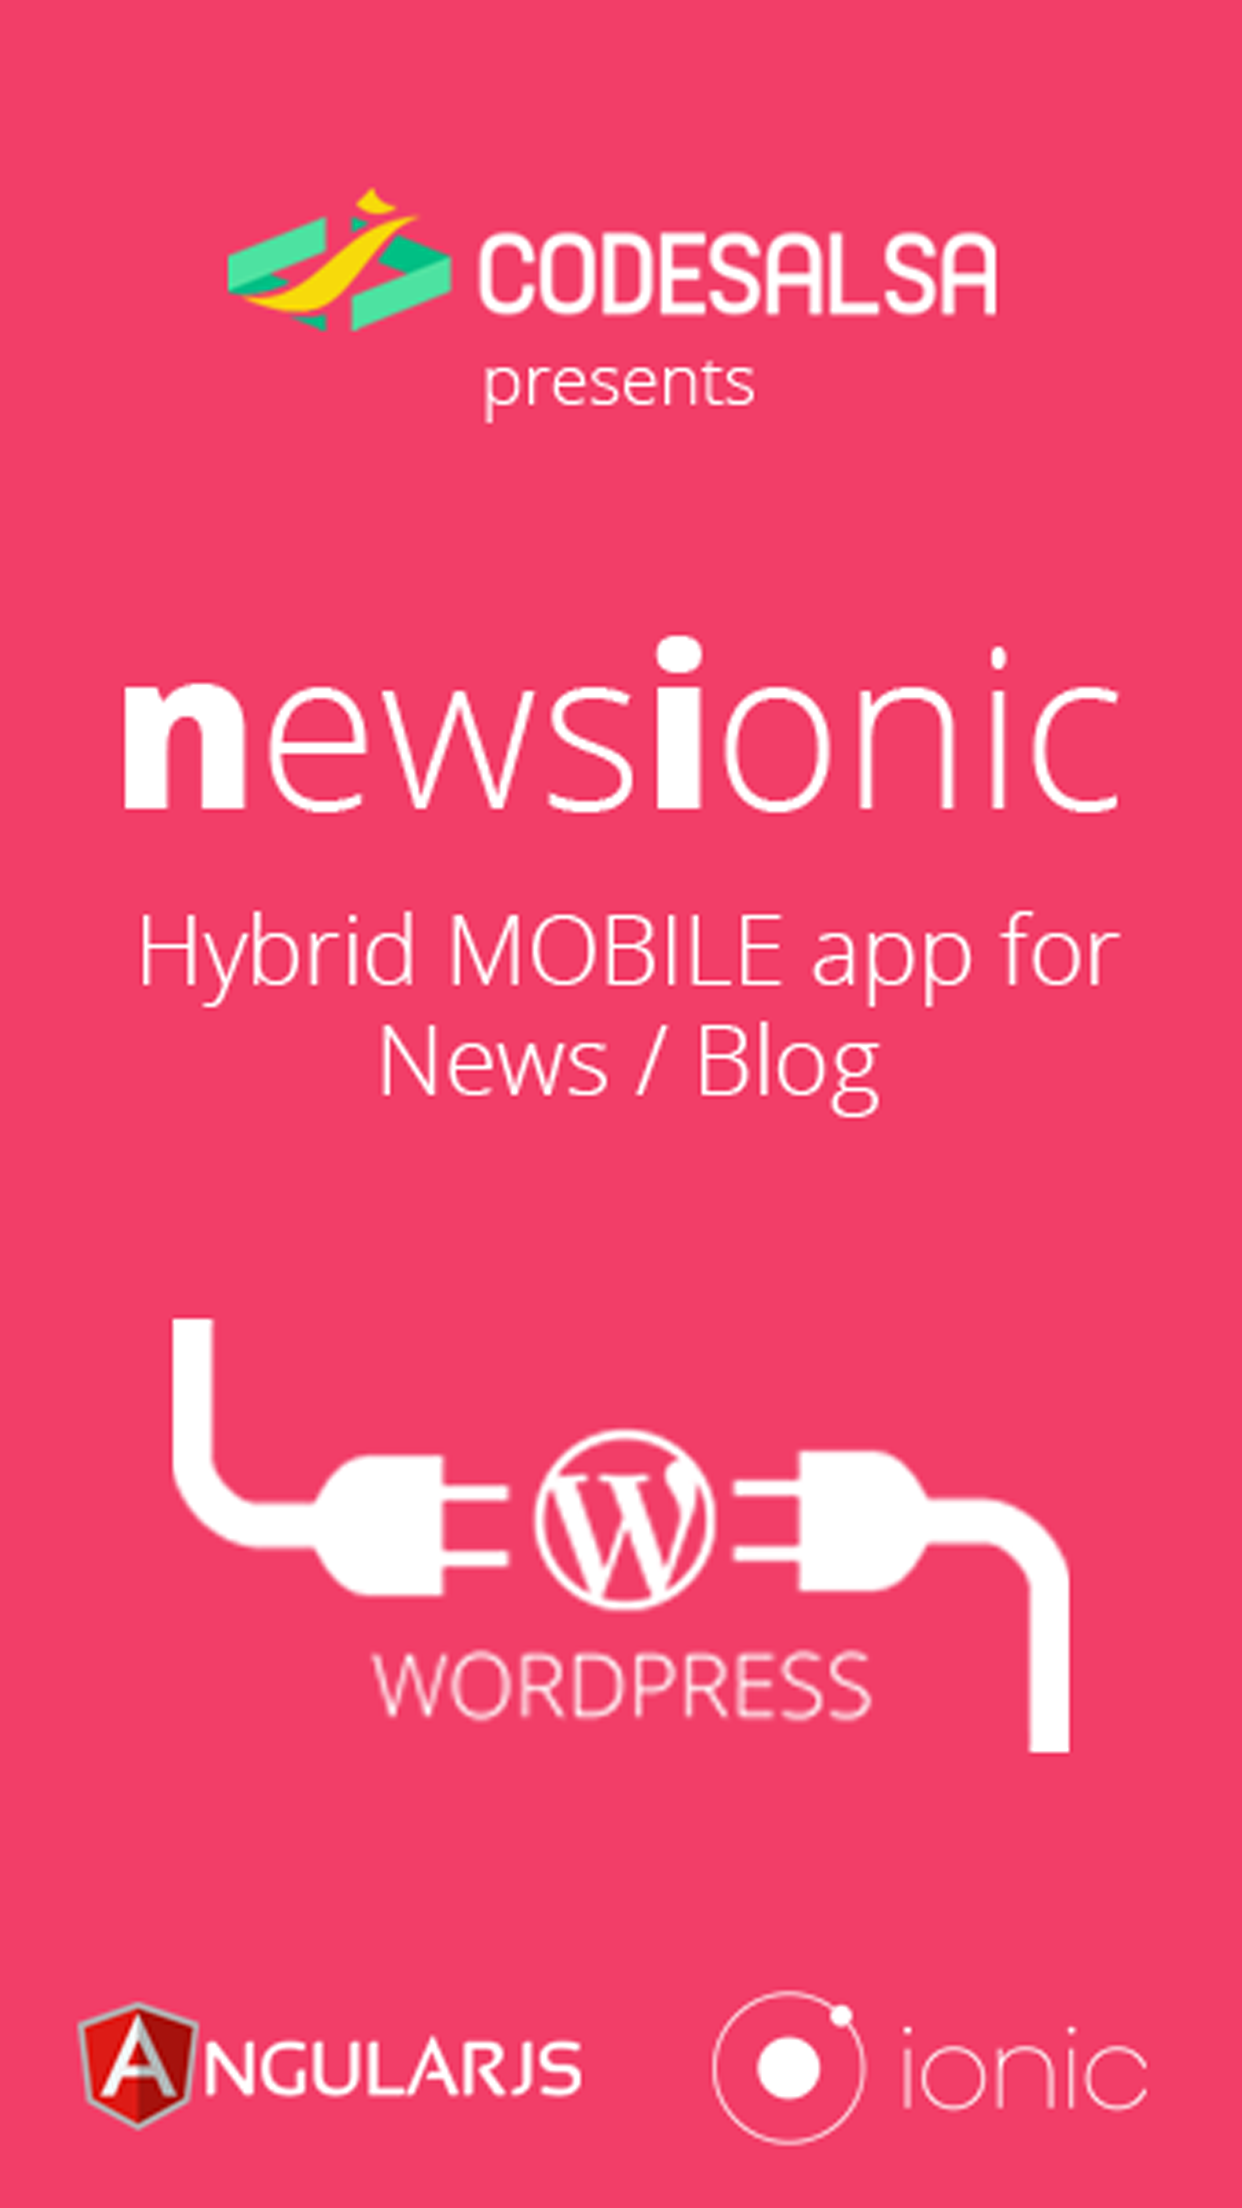 CODESALSA
presents
newsionic
Hybrid MOBILE app for
News / Blog
W
WORDPRESS
ANGULARJS
ionic